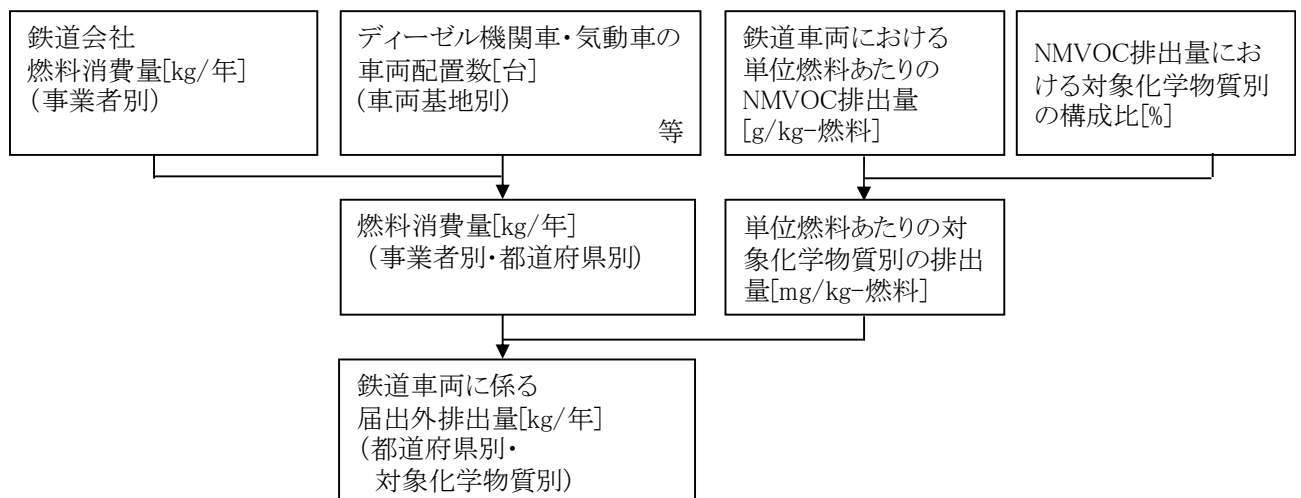 鉄道会社
燃料消費量[kg/年]
(事業者別)
ディーゼル機関車・気動車の
車両配置数[台]
(車両基地別)
等
鉄道車両における
単位燃料あたりの
NMVOC排出量
[g/kg-燃料]
NMVOC排出量にお
ける対象化学物質別
の構成比[%]
燃料消費量[kg/年]
(事業者別・都道府県別)
単位燃料あたりの対
象化学物質別の排出
量[mg/kg-燃料]
鉄道車両に係る
届出外排出量[kg/年]
(都道府県別・
対象化学物質別)